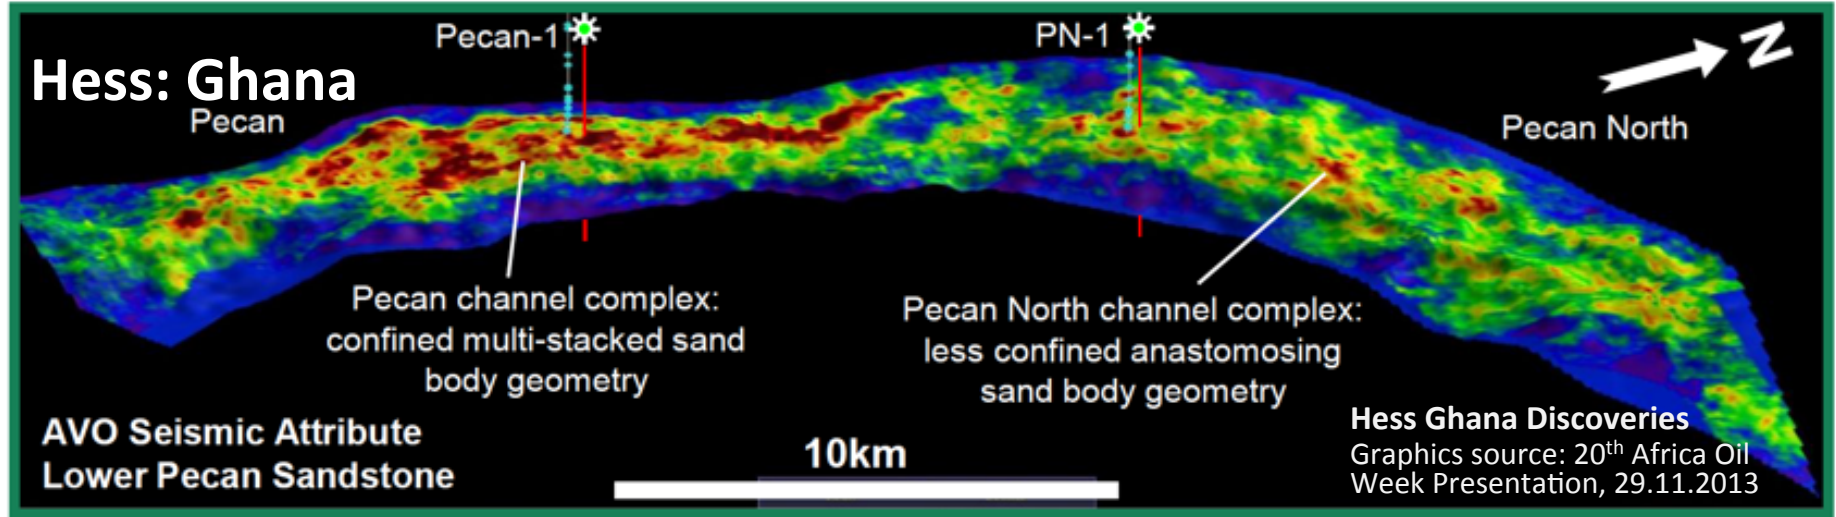 Hess: Ghana
Pecan
Pecan-1
PN-1
N
Pecan North
Pecan channel complex:
confined multi-stacked sand
body geometry
Pecan North channel complex:
less confined anastomosing
sand body geometry
AVO Seismic Attribute
Lower Pecan Sandstone
10km
Hess Ghana Discoveries
Graphics source: 20th Africa Oil
Week Presentation, 29.11.2013